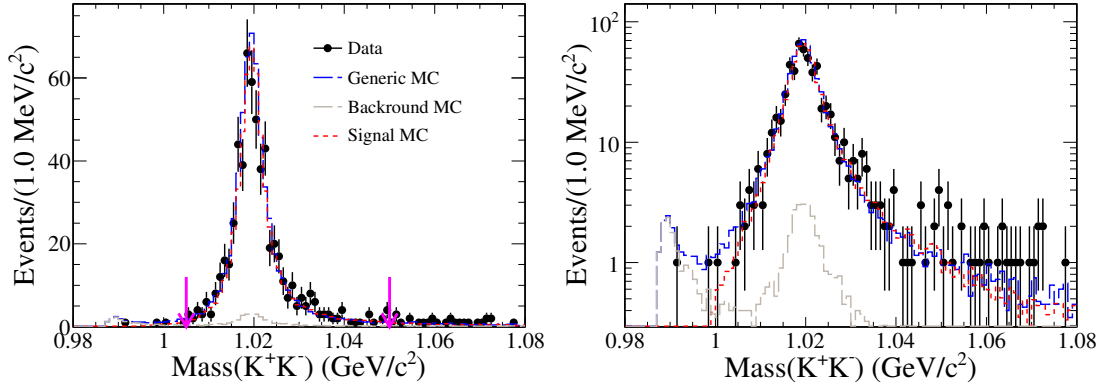 Events/(1.0 MeV/c²)
60
40
20
0
Data
Generic MC
Backround MC
Signal MC
0.98 1 1.02 1.04 1.06 1.08
Mass(K⁺K⁻) (GeV/c²)
Events/(1.0 MeV/c²)
10²
10
1
0.98 1 1.02 1.04 1.06 1.08
Mass(K⁺K⁻) (GeV/c²)